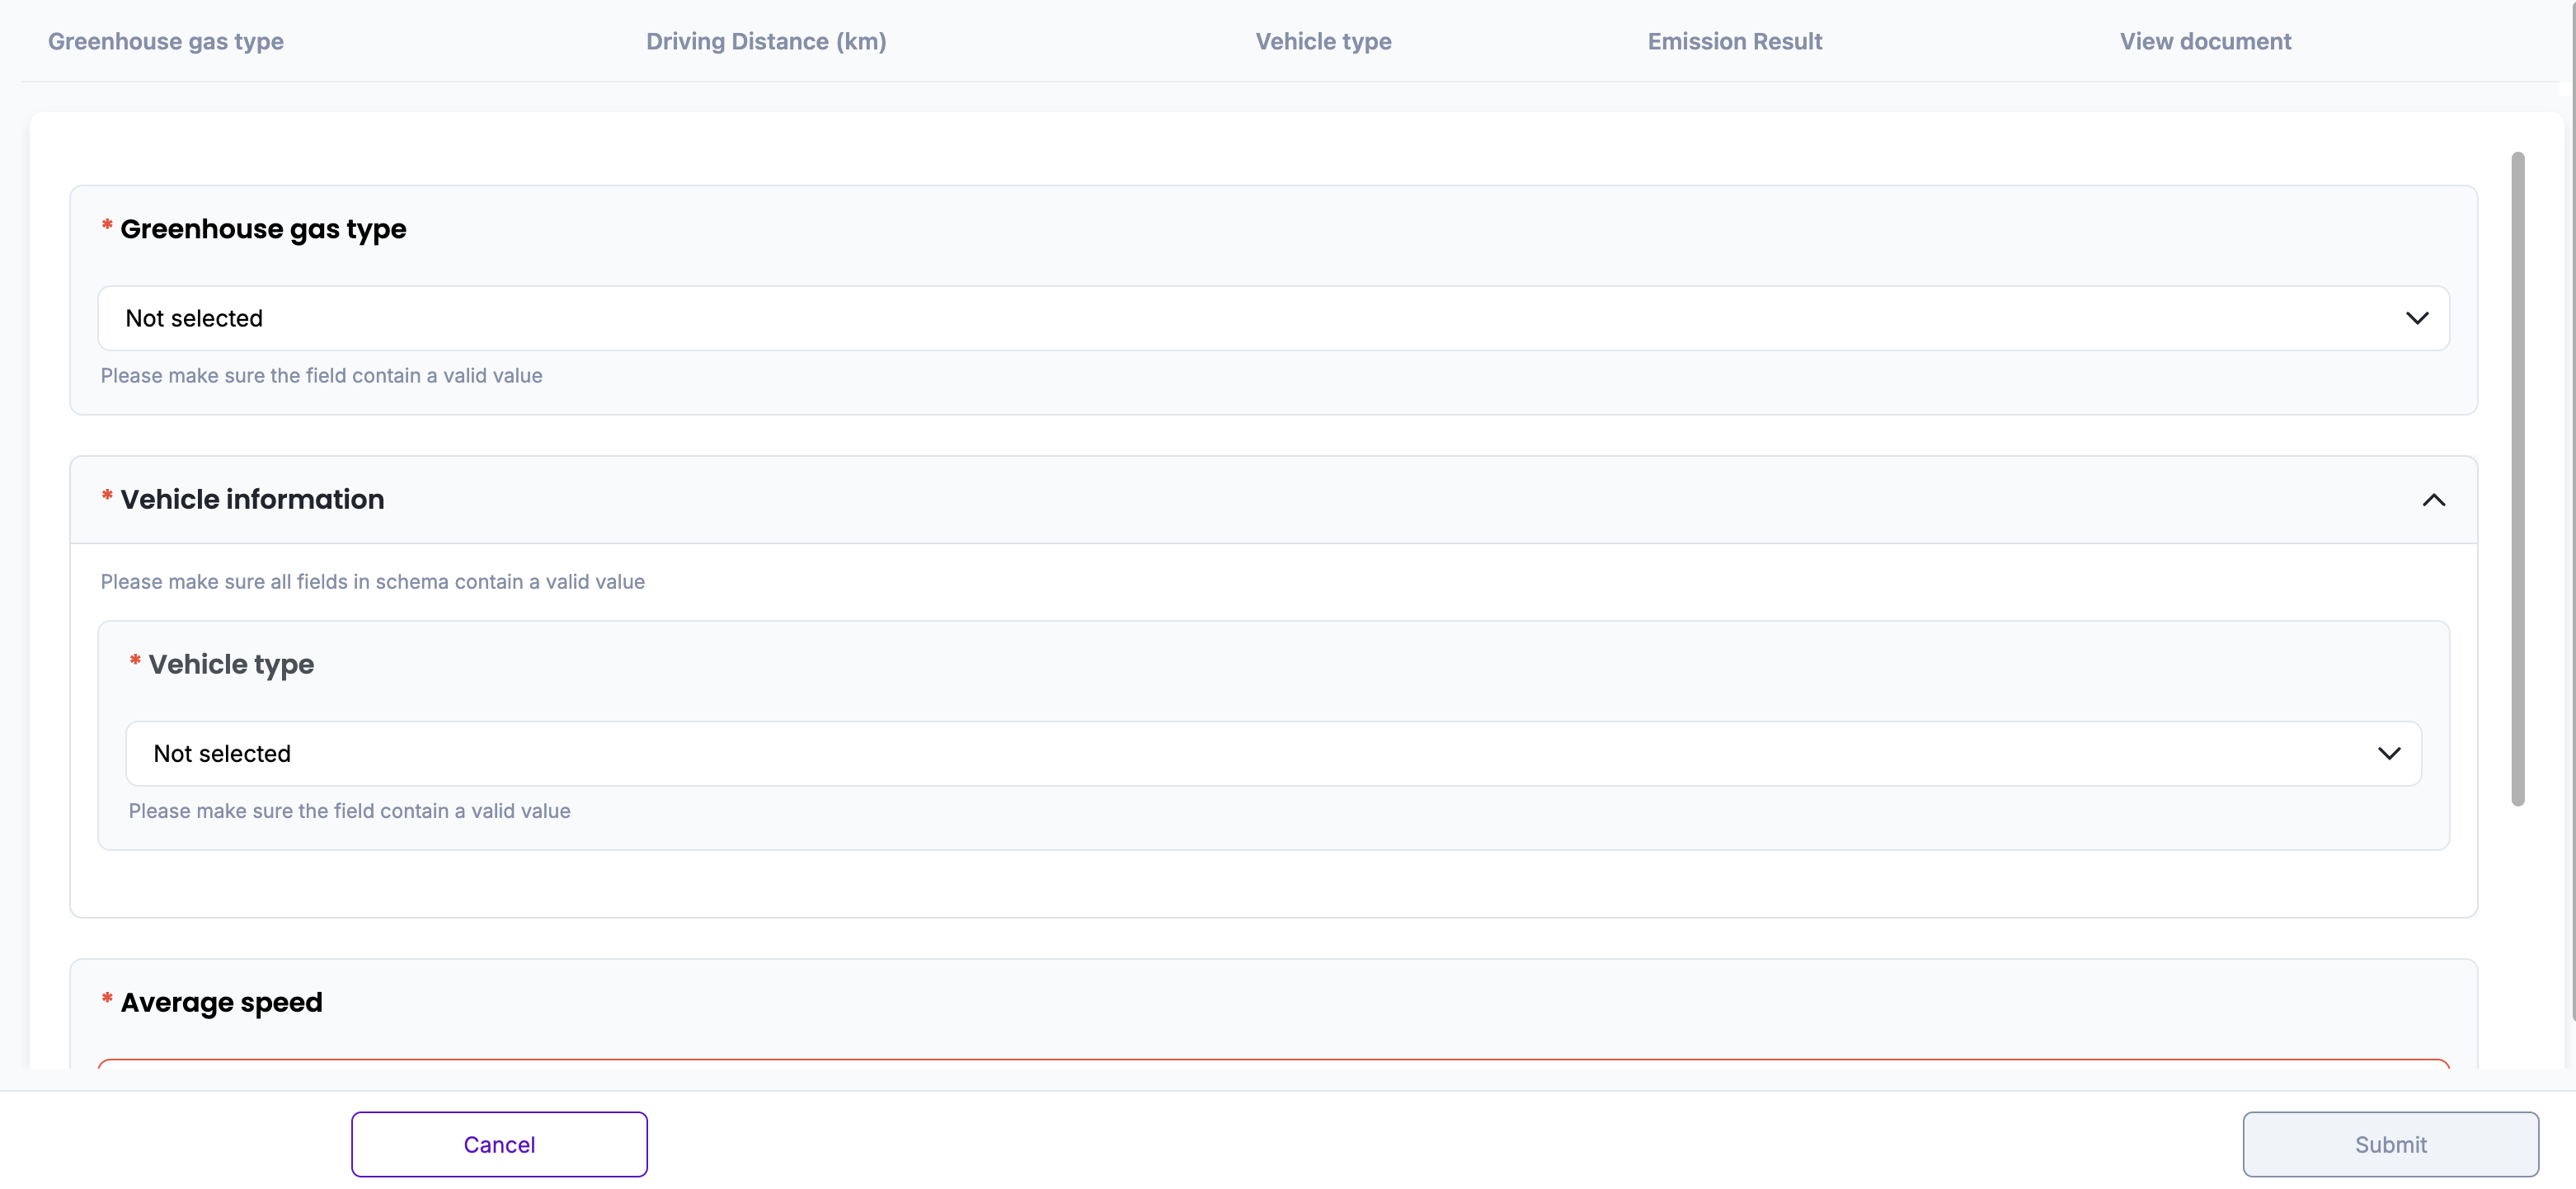 Greenhouse gas type Driving Distance (km) Vehicle type Emission Result View document
* Greenhouse gas type
Not selected
Please make sure the field contain a valid value
* Vehicle information
Please make sure all fields in schema contain a valid value
* Vehicle type
Not selected
Please make sure the field contain a valid value
* Average speed
Cancel Submit